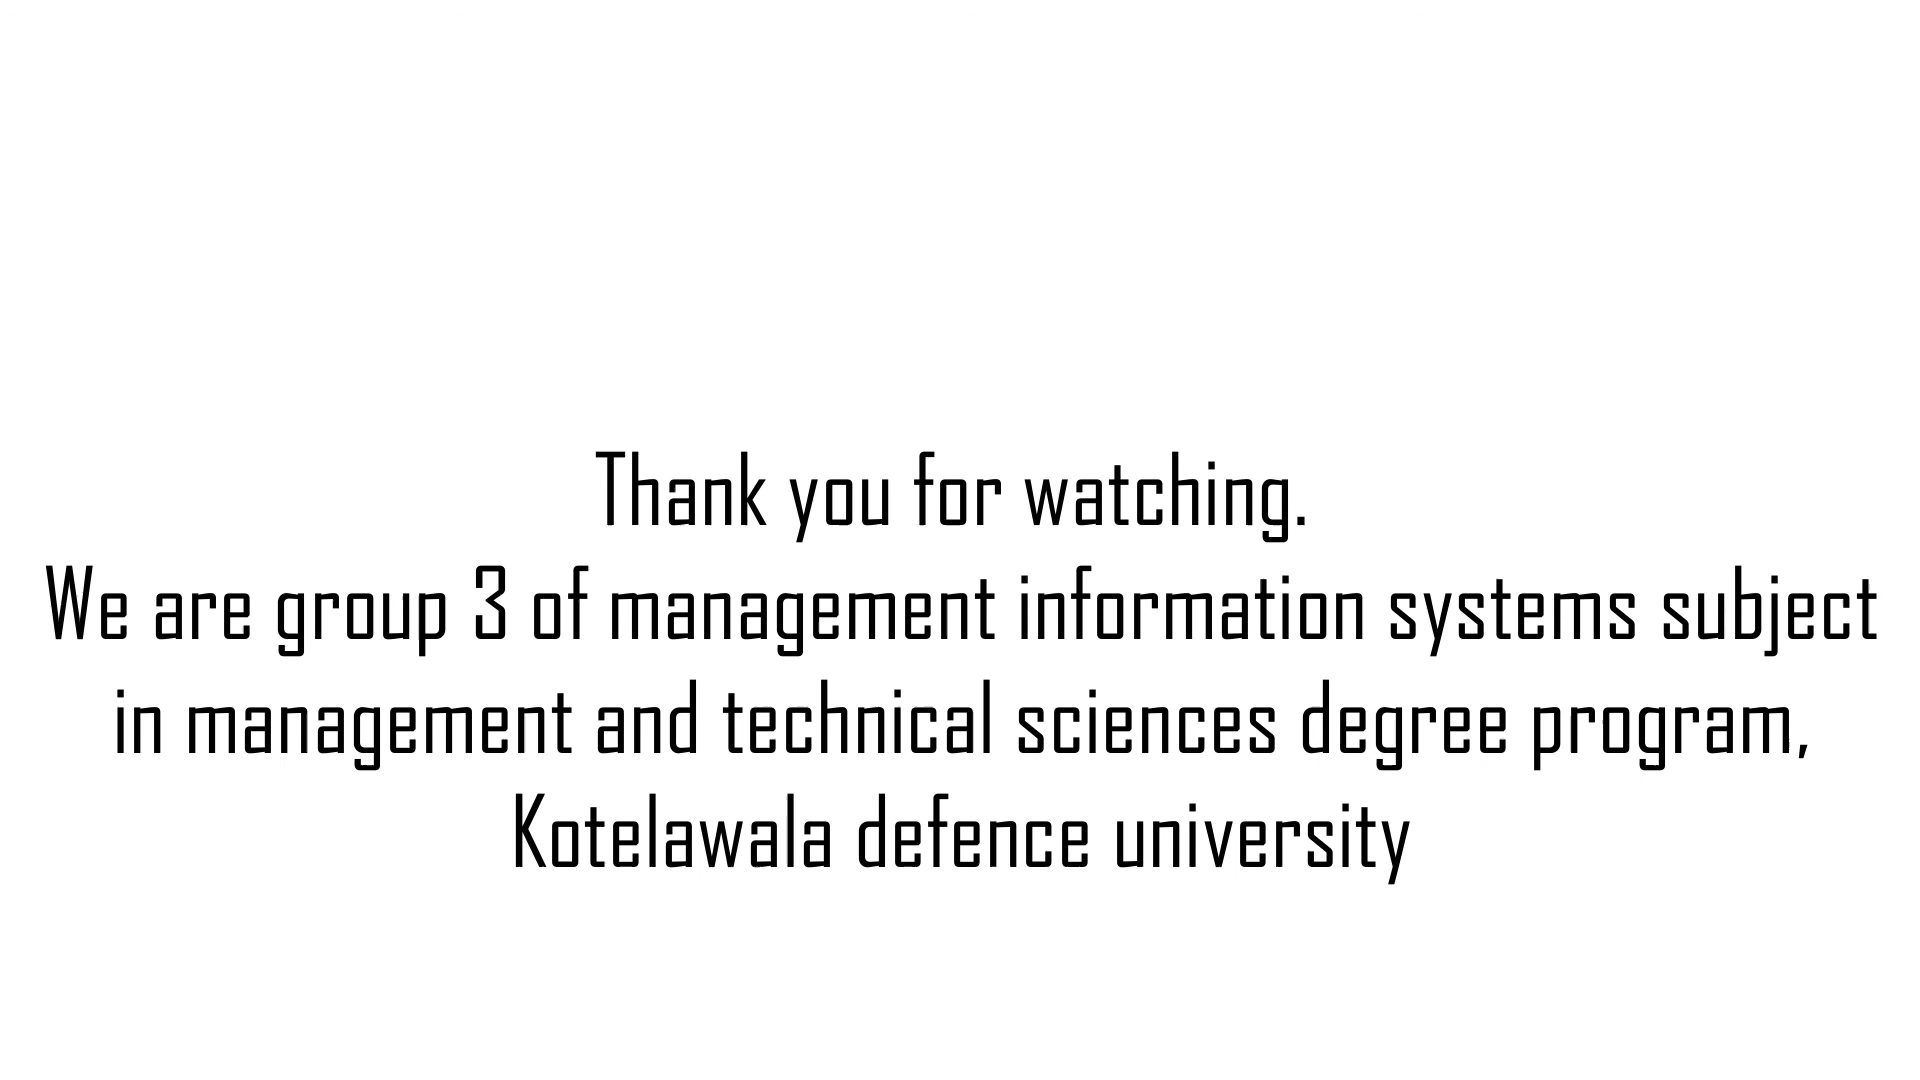 Thank you for watching.
We are group 3 of management information systems subject
in management and technical sciences degree program,
Kotelawala defence university